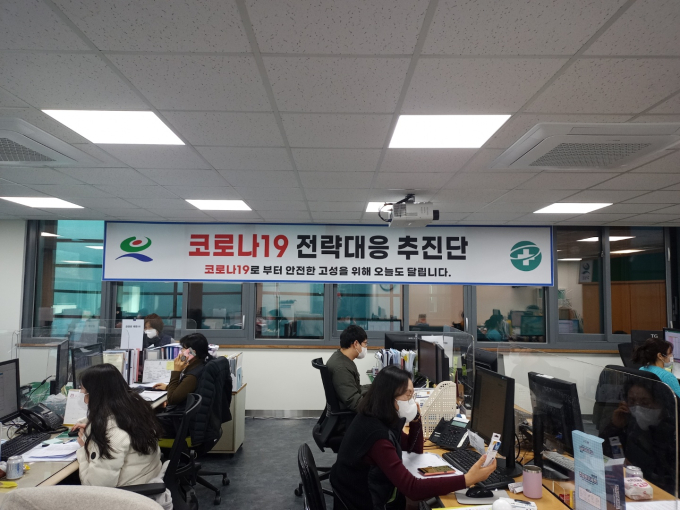 코로나19 전략대응 추진단
코로나19로 부터 안전한 고성을 위해 오늘도 달립니다.